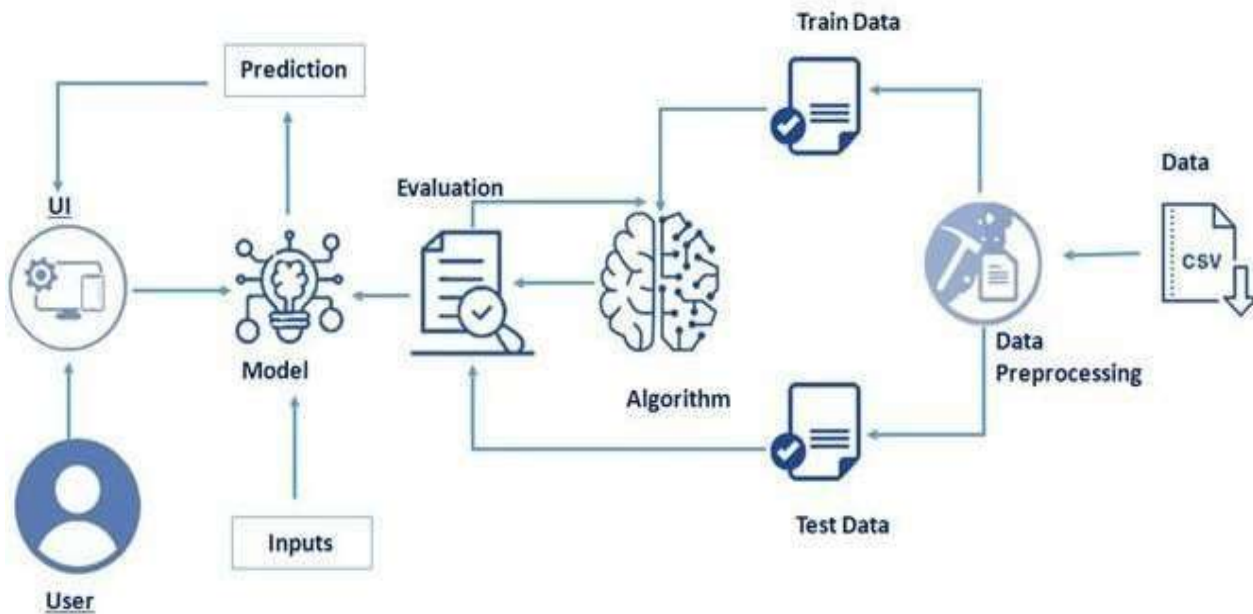 Train Data
Prediction
Data
Evaluation
UI
CSV
Model
Data
Preprocessing
Algorithm
Test Data
Inputs
User